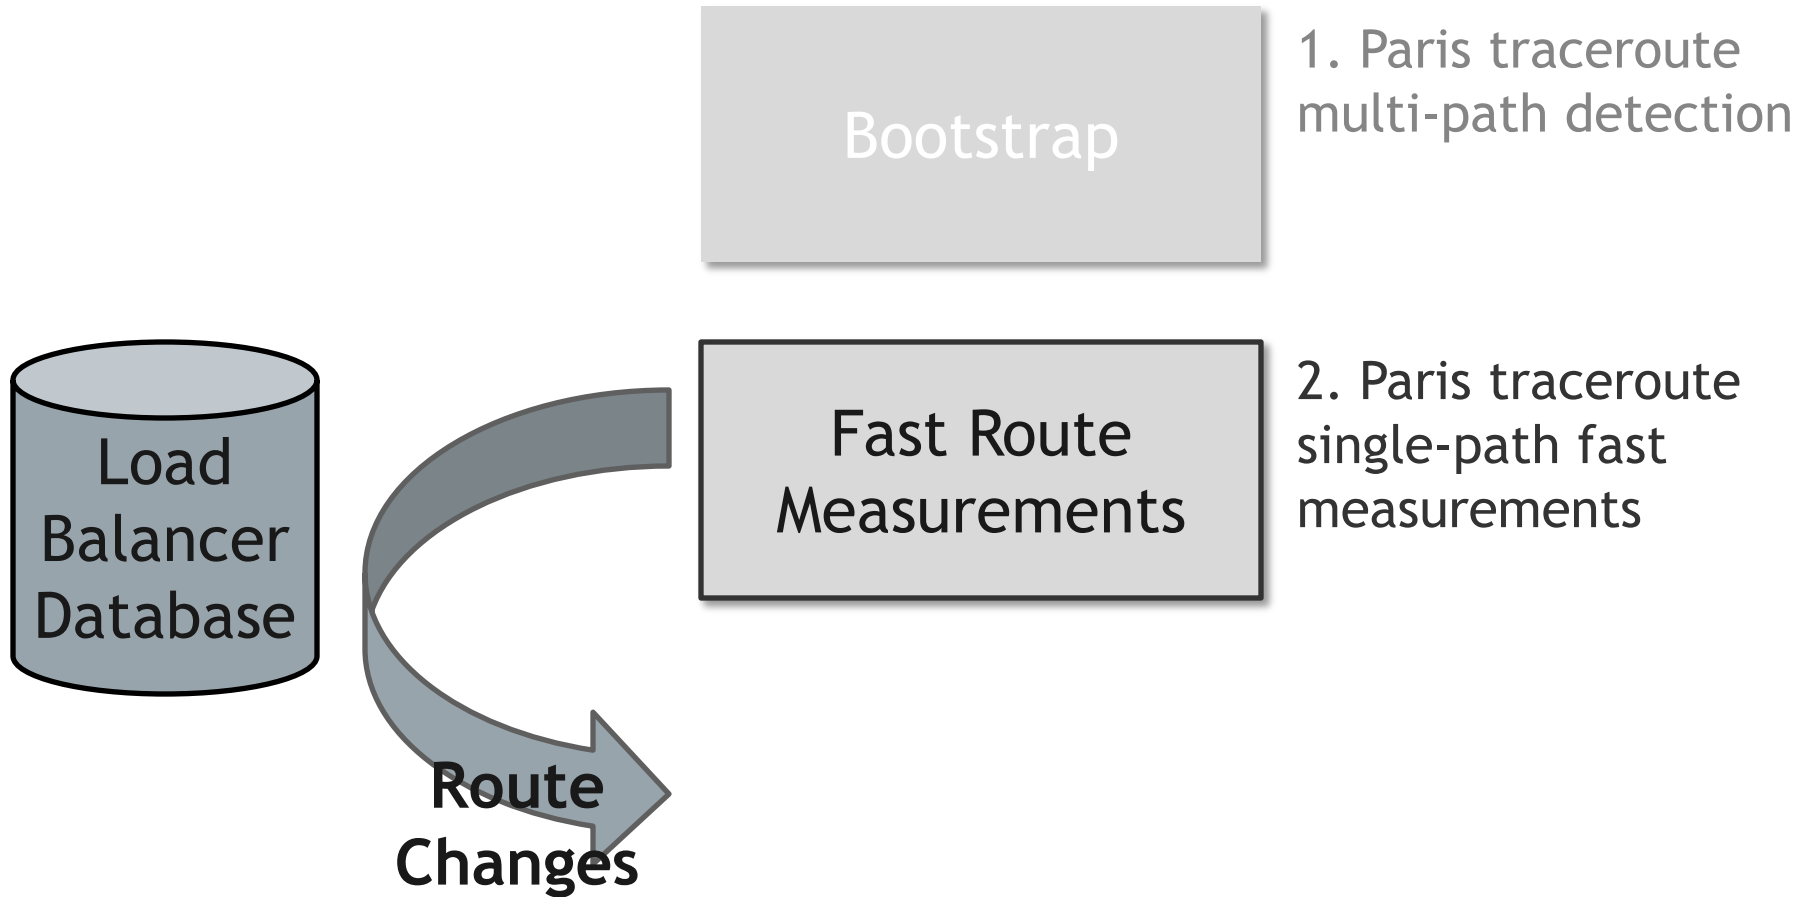 Bootstrap
1. Paris traceroute
multi-path detection
Load
Balancer
Database
Fast Route
Measurements
2. Paris traceroute
single-path fast
measurements
Route
Changes